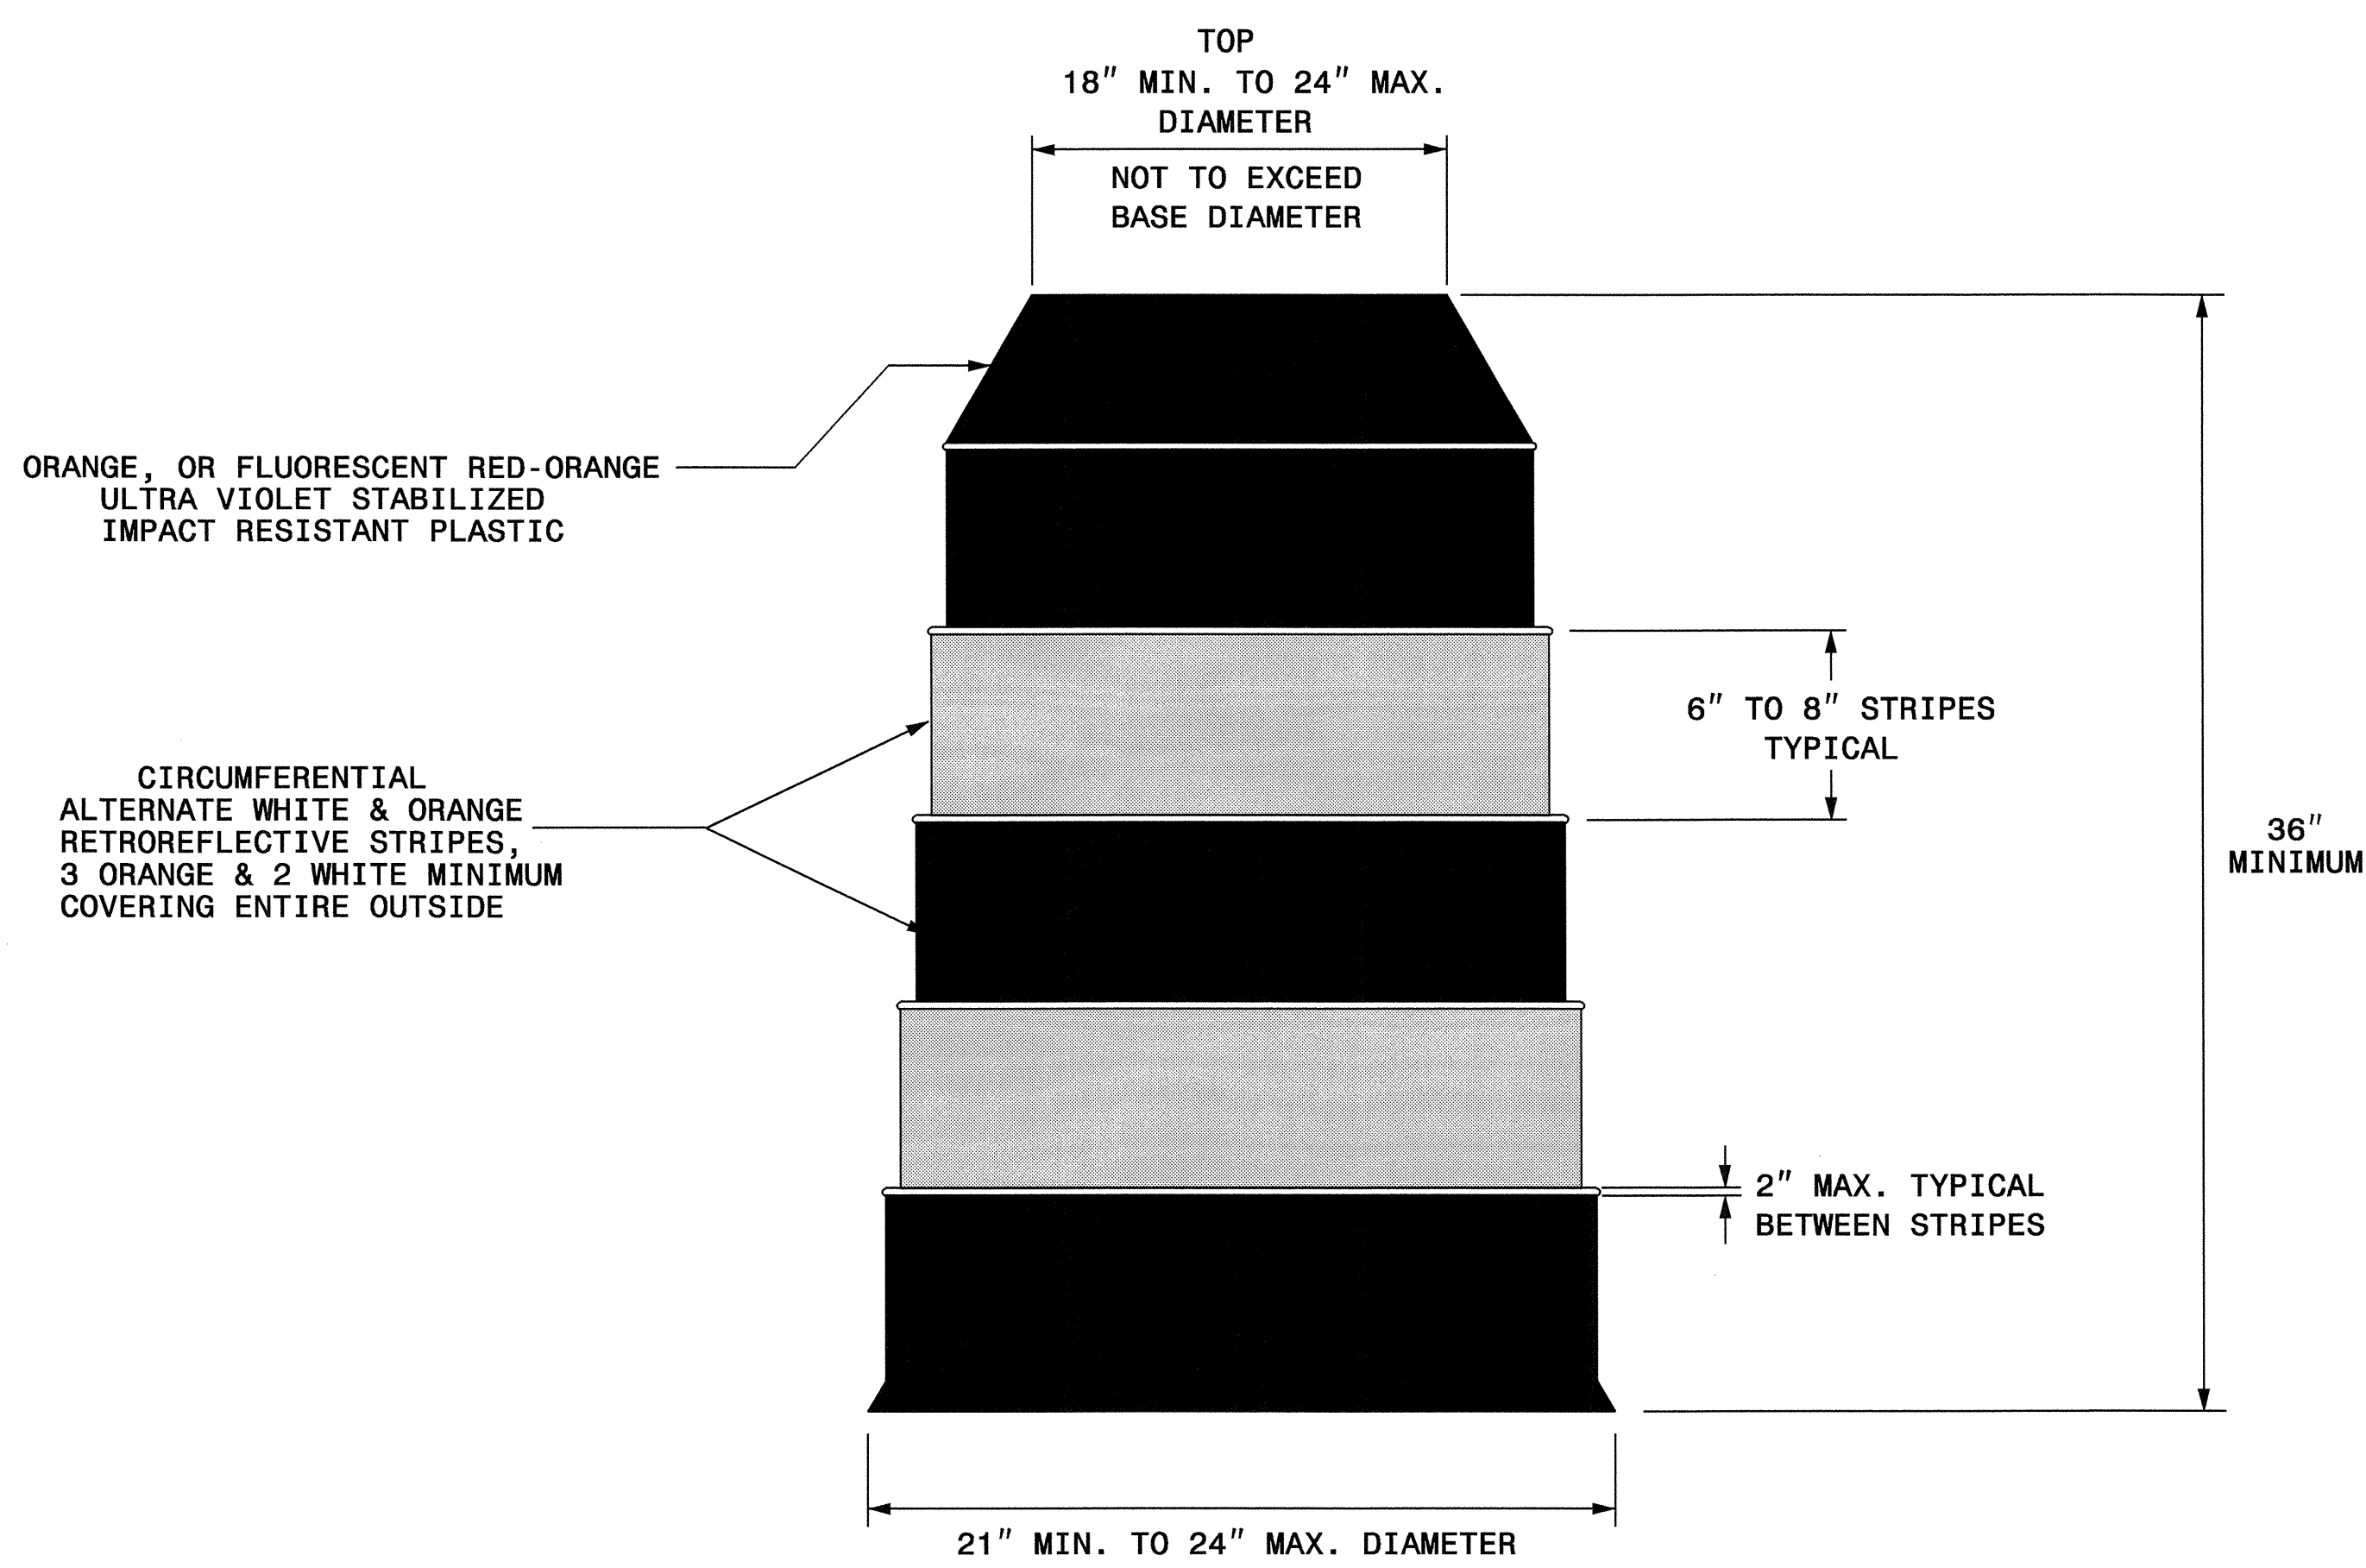 TOP
18" MIN. TO 24" MAX.
DIAMETER
NOT TO EXCEED
BASE DIAMETER
ORANGE, OR FLUORESCENT RED-ORANGE
ULTRA VIOLET STABILIZED
IMPACT RESISTANT PLASTIC
6" TO 8" STRIPES
TYPICAL
CIRCUMFERENTIAL
ALTERNATE WHITE & ORANGE
RETROREFLECTIVE STRIPES,
3 ORANGE & 2 WHITE MINIMUM
COVERING ENTIRE OUTSIDE
36"
MINIMUM
2" MAX. TYPICAL
BETWEEN STRIPES
21" MIN. TO 24" MAX. DIAMETER